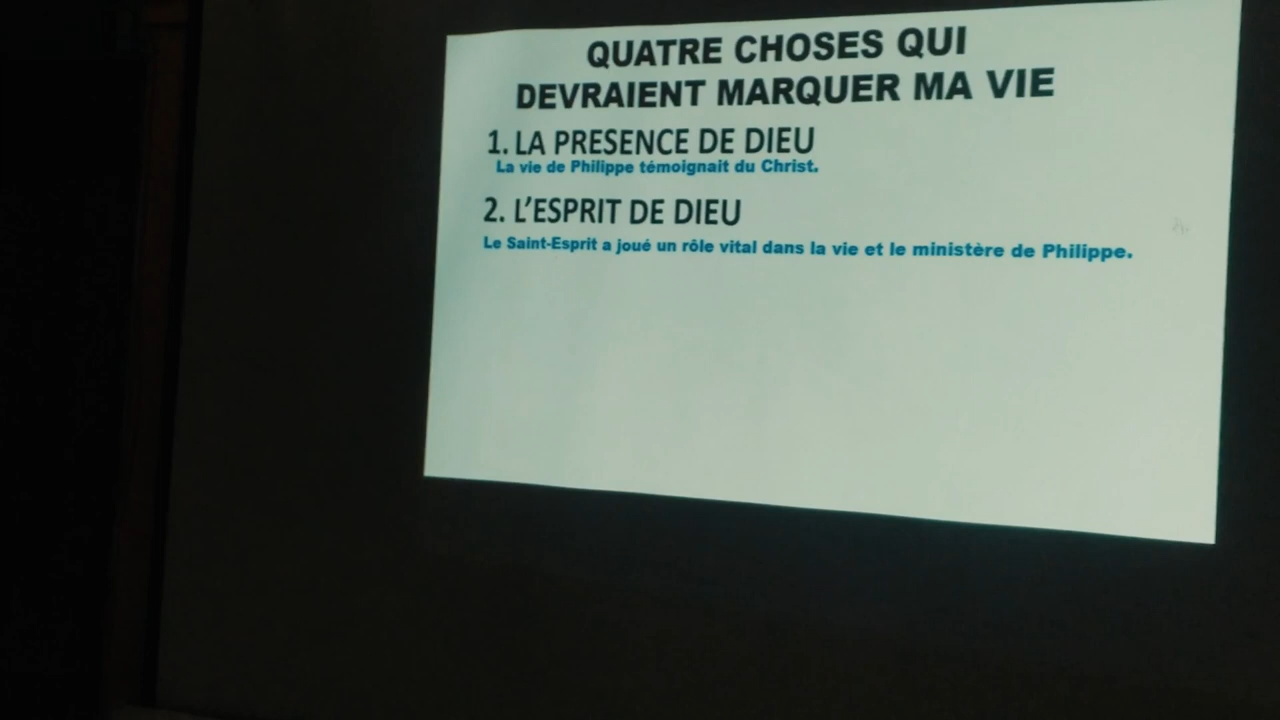 QUATRE CHOSES QUI
DEVRAIENT MARQUER MA VIE
1. LA PRESENCE DE DIEU
La vie de Philippe témoignait du Christ.
2. L'ESPRIT DE DIEU
Le Saint-Esprit a joué un rôle vital dans la vie et le ministère de Philippe.